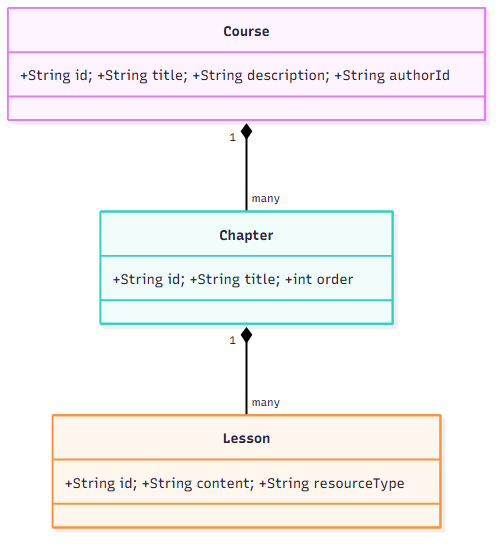 Course
+String id; +String title; +String description; +String authorId
1
many
Chapter
+String id; +String title; +int order
1
many
Lesson
+String id; +String content; +String resourceType